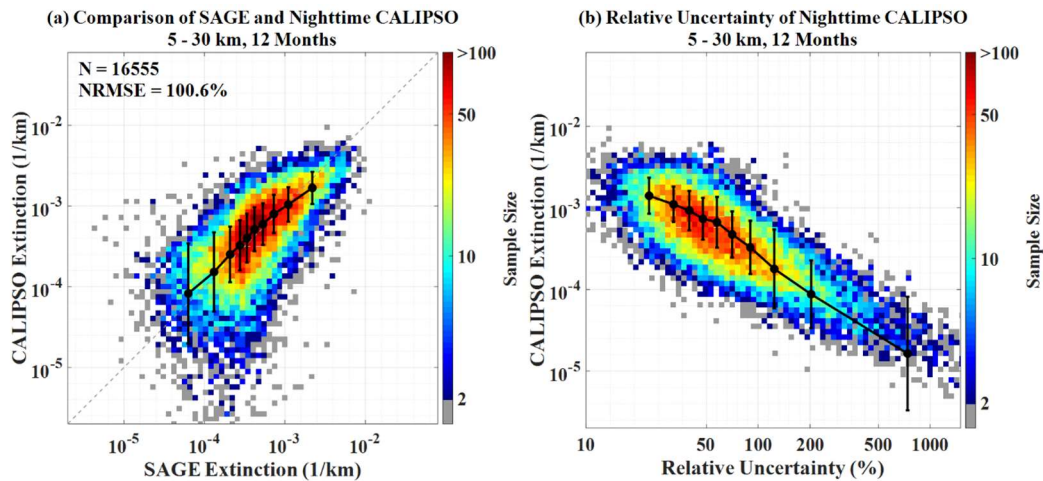 (a) Comparison of SAGE and Nighttime CALIPSO
5 - 30 km, 12 Months
N = 16555
NRMSE = 100.6%
CALIPSO Extinction (1/km)
10⁻²
10⁻³
10⁻⁴
10⁻⁵
10⁻⁵ 10⁻⁴ 10⁻³ 10⁻²
SAGE Extinction (1/km)
>100
50
10
2
Sample Size
(b) Relative Uncertainty of Nighttime CALIPSO
5 - 30 km, 12 Months
CALIPSO Extinction (1/km)
10⁻²
10⁻³
10⁻⁴
10⁻⁵
10 50 100 200 500 1000
Relative Uncertainty (%)
>100
50
10
2
Sample Size